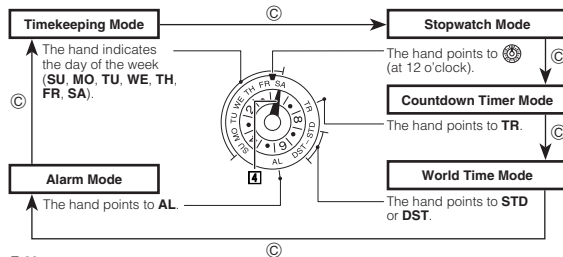 Ⓒ
Timekeeping Mode
Stopwatch Mode
The hand indicates
the day of the week
(SU, MO, TU, WE, TH,
FR, SA).
The hand points to
(at 12 o'clock).
Ⓒ
Ⓒ
Countdown Timer Mode
The hand points to TR.
Ⓒ
SU MO TU WE TH FR SA
TR
DST - STD
AL
2
8
6
4
Alarm Mode
World Time Mode
The hand points to AL.
The hand points to STD
or DST.
Ⓒ